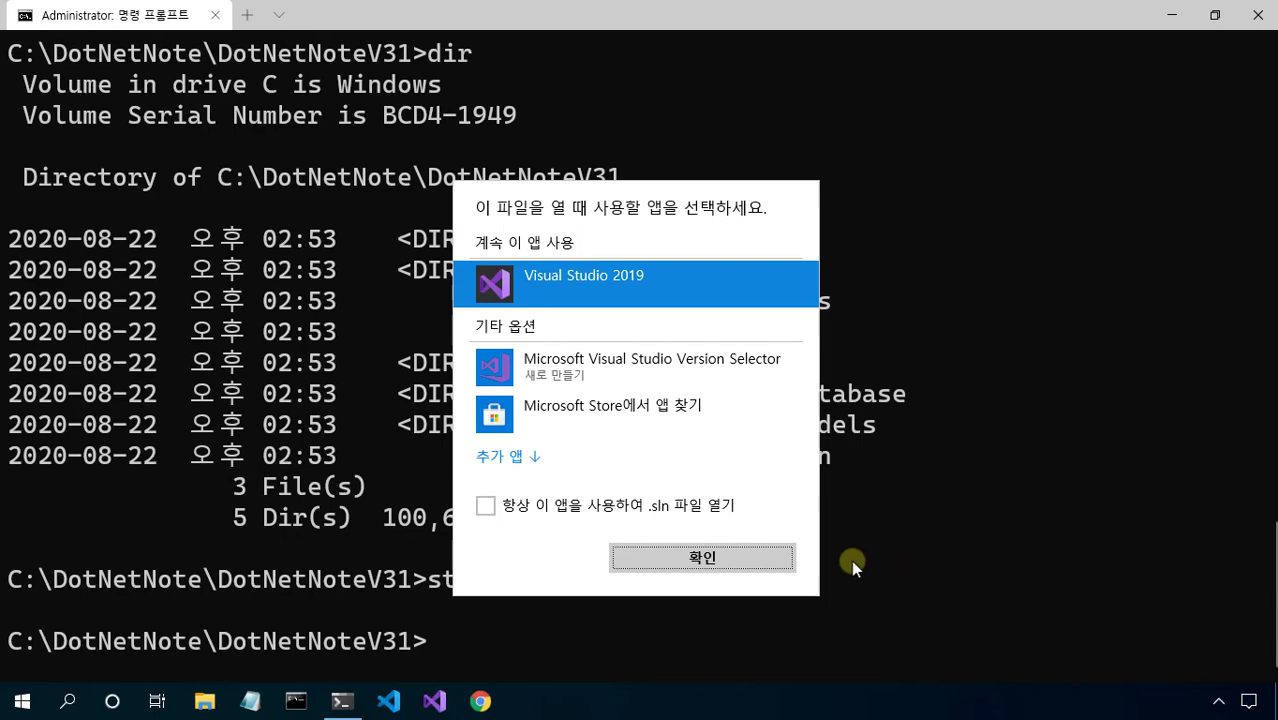 Administrator: 명령 프롬프트
C:\DotNetNote\DotNetNoteV31>dir
Volume in drive C is Windows
Volume Serial Number is BCD4-1949
Directory of C:\DotNetNote\DotNetNoteV31
2020-08-22 오후 02:53 <DIR
2020-08-22 오후 02:53 <DIR
2020-08-22 오후 02:53 s
2020-08-22 오후 02:53
2020-08-22 오후 02:53 <DIR
2020-08-22 오후 02:53 <DIR tabase
2020-08-22 오후 02:53 <DIR dels
2020-08-22 오후 02:53 n
3 File(s)
5 Dir(s) 100,6
C:\DotNetNote\DotNetNoteV31>st
C:\DotNetNote\DotNetNoteV31>
이 파일을 열 때 사용할 앱을 선택하세요.
계속 이 앱 사용
Visual Studio 2019
기타 옵션
Microsoft Visual Studio Version Selector
새로 만들기
Microsoft Store에서 앱 찾기
추가 앱 ↓
항상 이 앱을 사용하여 .sln 파일 열기
확인